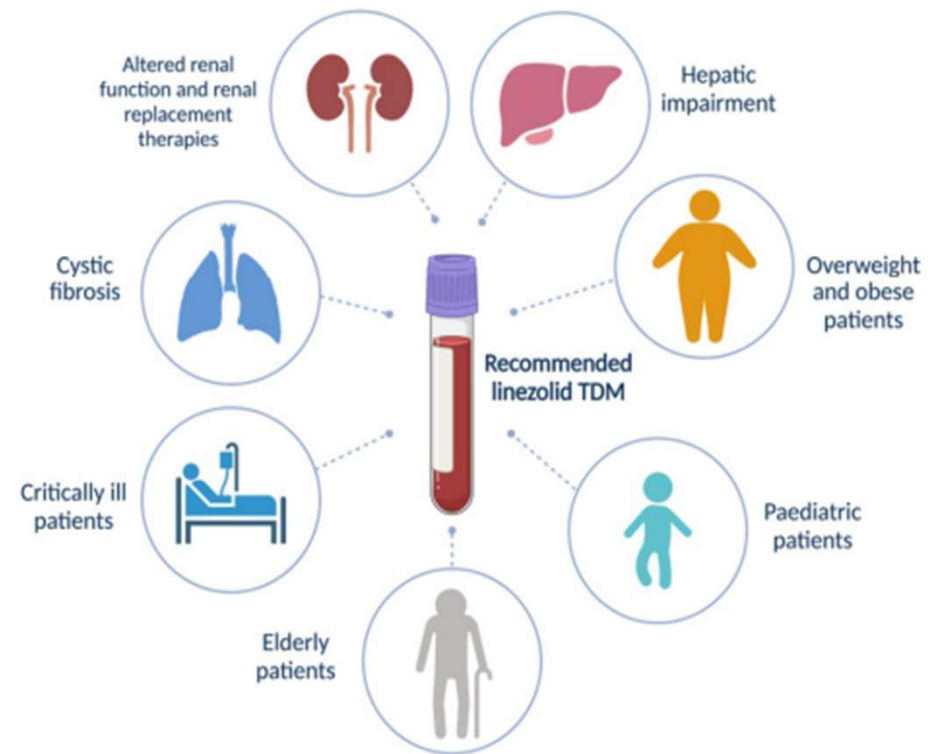 Altered renal
function and renal
replacement
therapies
Hepatic
impairment
Cystic
fibrosis
Overweight
and obese
patients
Recommended
linezolid TDM
Critically ill
patients
Paediatric
patients
Elderly
patients